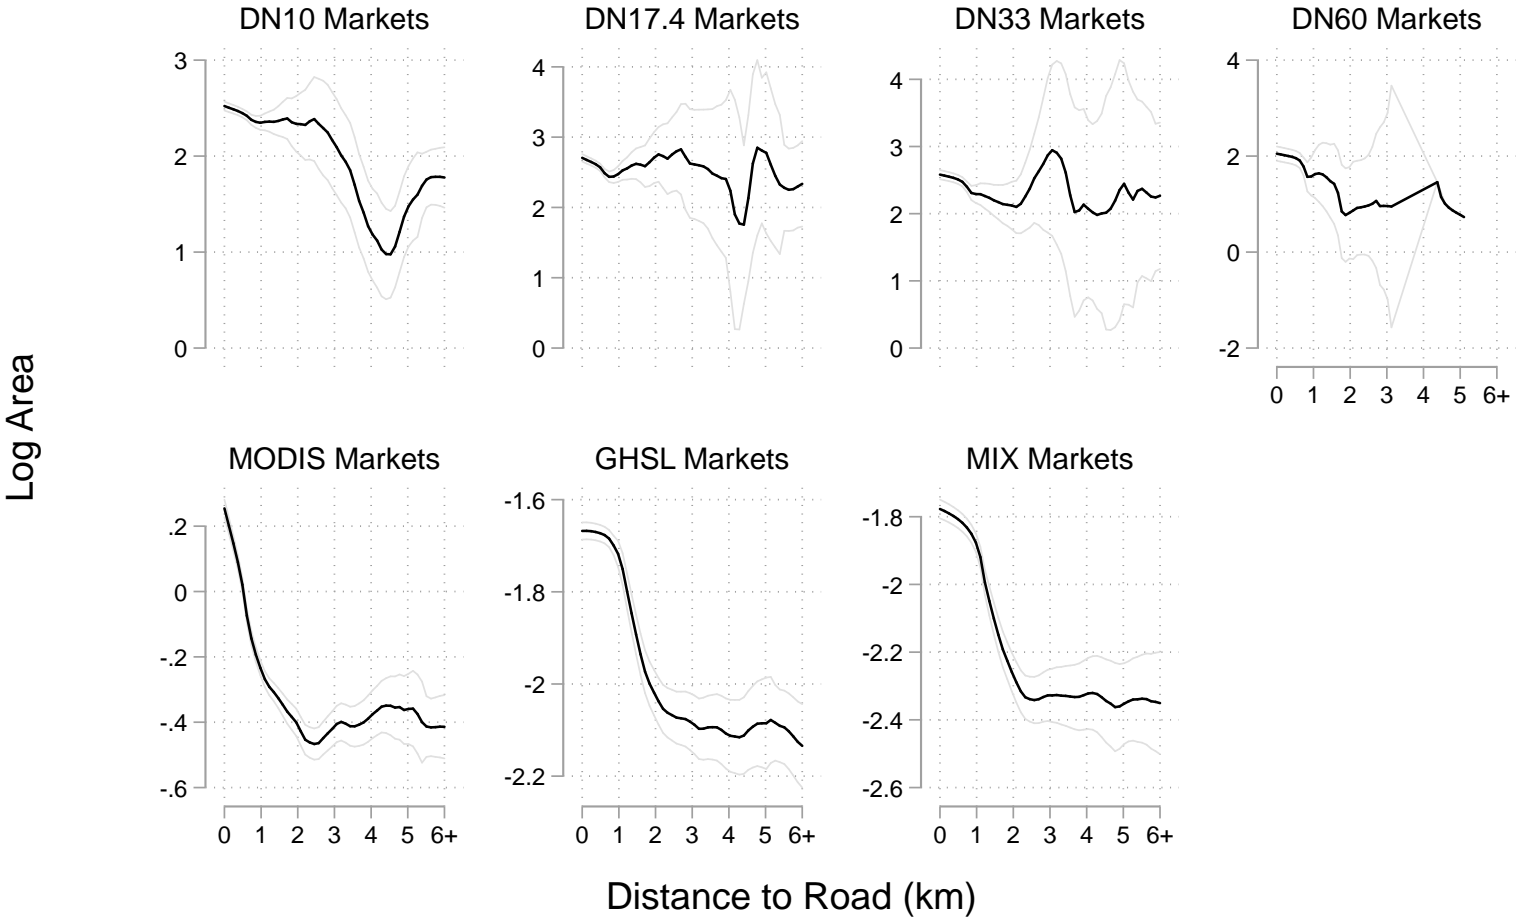 DN10 Markets
DN17.4 Markets
DN33 Markets
DN60 Markets
3
2
1
0
4
3
2
1
0
4
3
2
1
0
4
2
0
-2
0 1 2 3 4 5 6+
Log Area
MODIS Markets
GHSL Markets
MIX Markets
.2
0
-.2
-.4
-.6
0 1 2 3 4 5 6+
-1.6
-1.8
-2
-2.2
0 1 2 3 4 5 6+
-1.8
-2
-2.2
-2.4
-2.6
0 1 2 3 4 5 6+
Distance to Road (km)